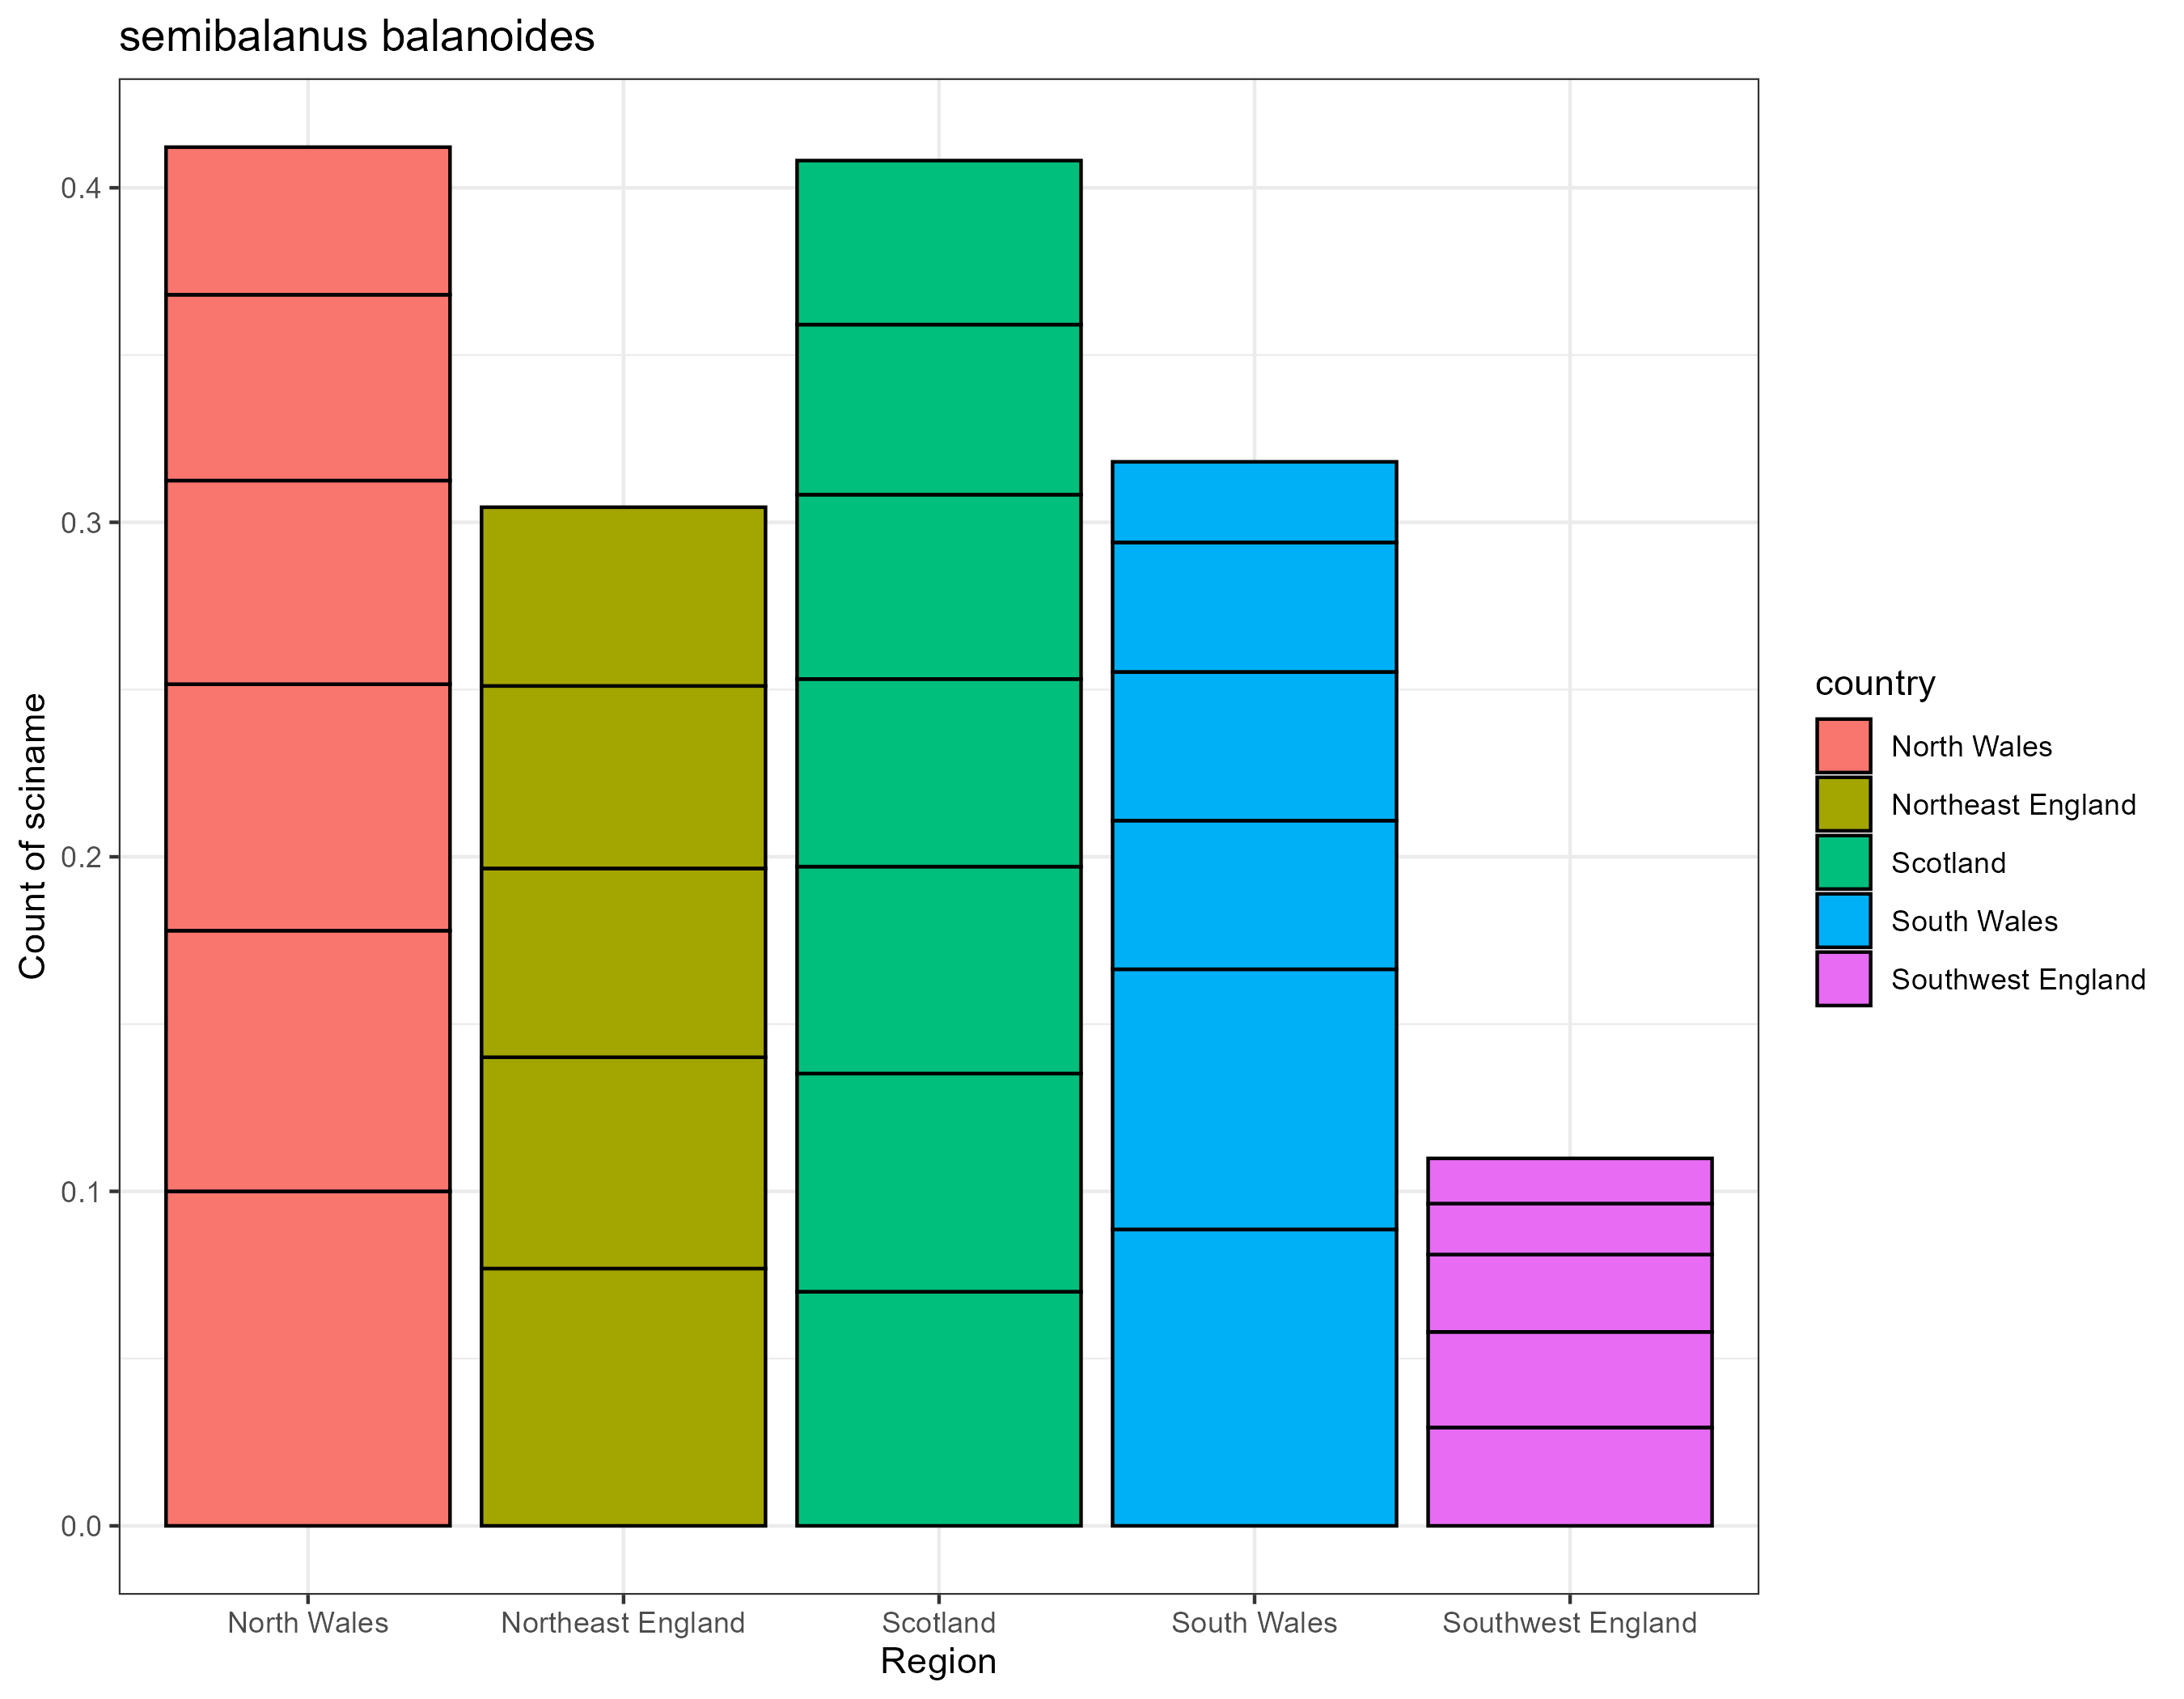 semibalanus balanoides
Count of sciname
0.4
0.3
0.2
0.1
0.0
North Wales
Northeast England
Scotland
South Wales
Southwest England
Region
country
North Wales
Northeast England
Scotland
South Wales
Southwest England